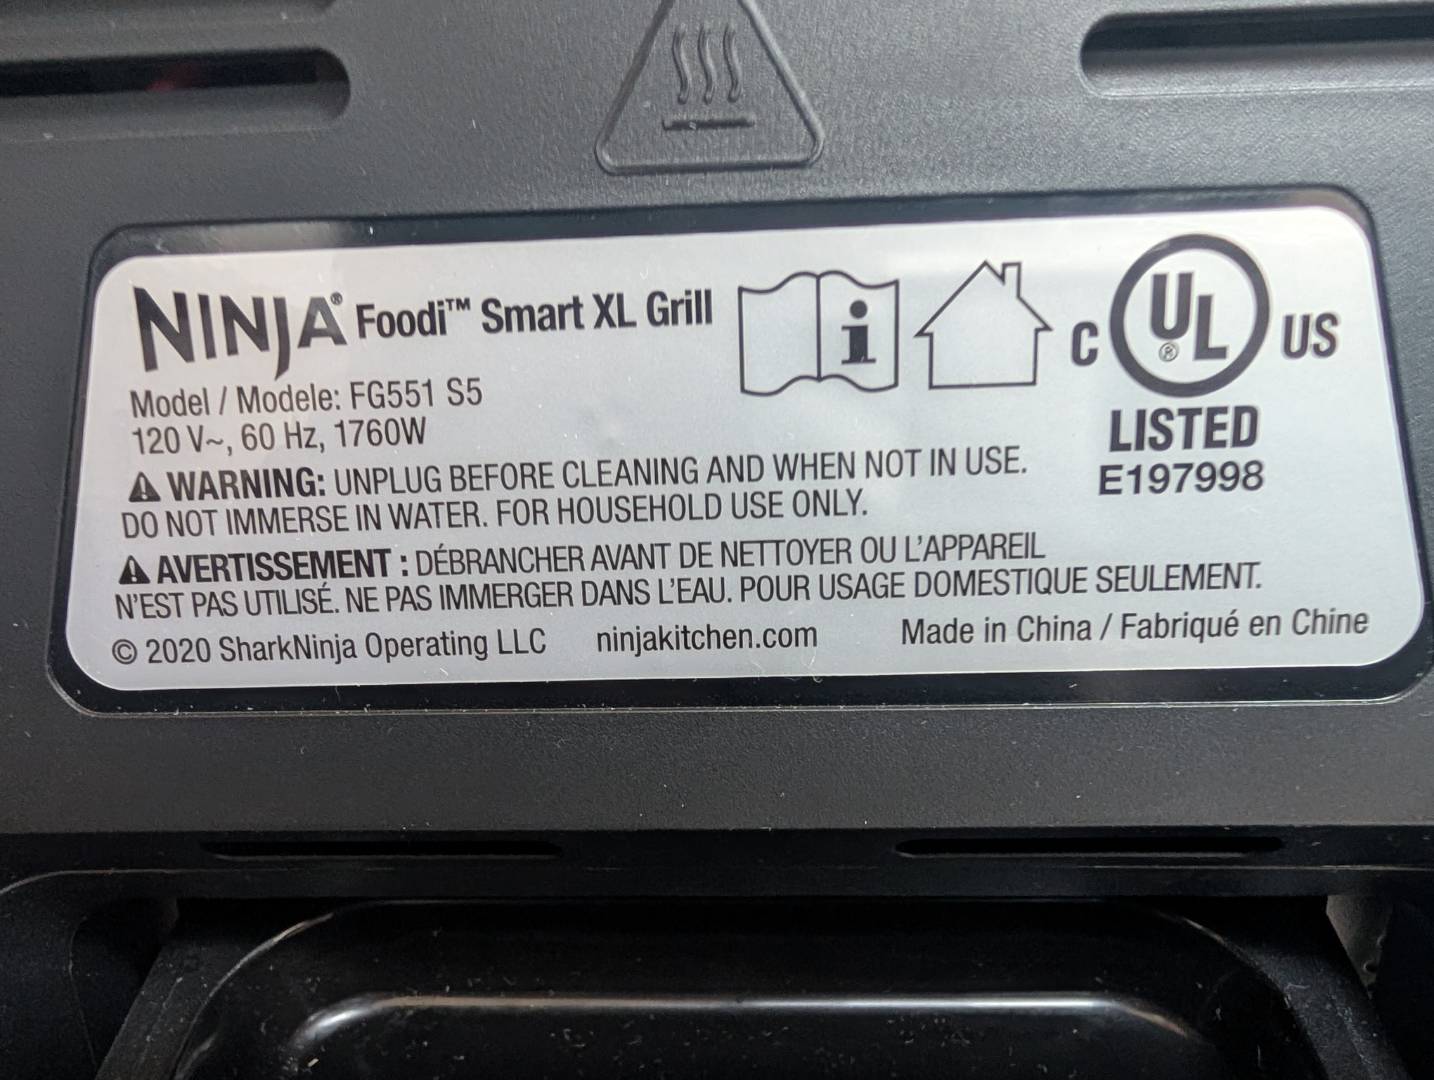 NINJA® Foodi™ Smart XL Grill
Model / Modele: FG551 S5
120 V~, 60 Hz, 1760W
⚠ WARNING: UNPLUG BEFORE CLEANING AND WHEN NOT IN USE.
DO NOT IMMERSE IN WATER. FOR HOUSEHOLD USE ONLY.
⚠ AVERTISSEMENT : DÉBRANCHER AVANT DE NETTOYER OU L'APPAREIL
N'EST PAS UTILISÉ. NE PAS IMMERGER DANS L'EAU. POUR USAGE DOMESTIQUE SEULEMENT.
© 2020 SharkNinja Operating LLC ninjakitchen.com Made in China / Fabriqué en Chine
i
C UL® US
LISTED
E197998